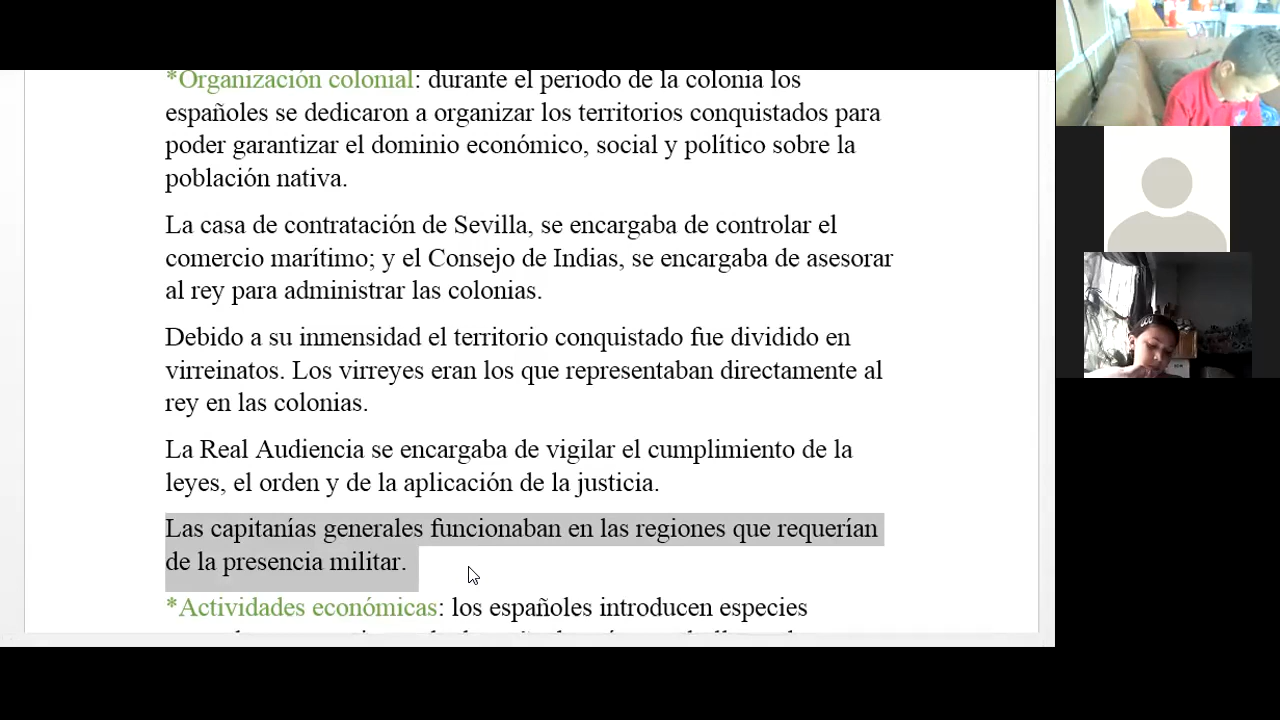 *Organización colonial: durante el periodo de la colonia los
españoles se dedicaron a organizar los territorios conquistados para
poder garantizar el dominio económico, social y político sobre la
población nativa.
La casa de contratación de Sevilla, se encargaba de controlar el
comercio marítimo; y el Consejo de Indias, se encargaba de asesorar
al rey para administrar las colonias.
Debido a su inmensidad el territorio conquistado fue dividido en
virreinatos. Los virreyes eran los que representaban directamente al
rey en las colonias.
La Real Audiencia se encargaba de vigilar el cumplimiento de la
leyes, el orden y de la aplicación de la justicia.
Las capitanías generales funcionaban en las regiones que requerían
de la presencia militar.
*Actividades económicas: los españoles introducen especies